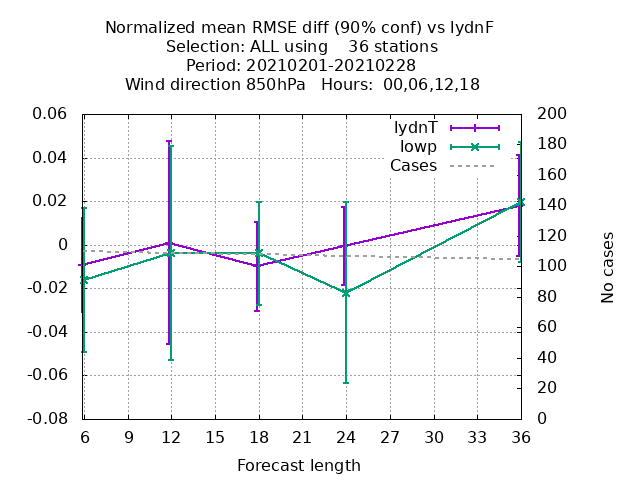 Normalized mean RMSE diff (90% conf) vs lydnF
Selection: ALL using    36 stations
Period: 20210201-20210228
Wind direction 850hPa   Hours:  00,06,12,18
0.06
0.04
0.02
0
-0.02
-0.04
-0.06
-0.08
200
180
160
140
120
100
80
60
40
20
0
lydnT
lowp
Cases
No cases
6 9 12 15 18 21 24 27 30 33 36
Forecast length